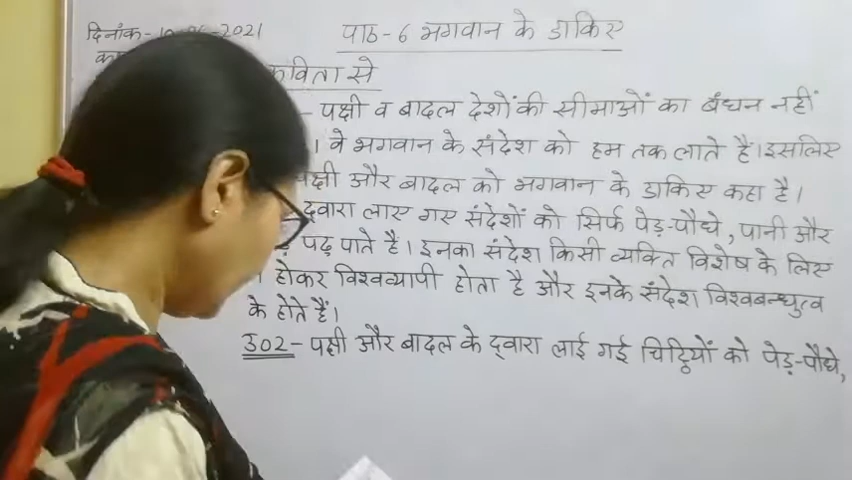 दिनांक- -2021
पाठ-6 भगवान के डाकिए
कविता से
- पक्षी व बादल देशों की सीमाओं का बंधन नहीं
। वे भगवान के संदेश को हम तक लाते हैं। इसलिए
पक्षी और बादल को भगवान के डाकिए कहा है।
द्वारा लाए गए संदेशों को सिर्फ पेड़-पौधे, पानी और
पढ़ पाते है। इनका संदेश किसी व्यक्ति विशेष के लिए
होकर विश्वव्यापी होता है और इनके संदेश विश्वबन्धुत्व
के होते हैं।
उ02- पक्षी और बादल के द्वारा लाई गई चिट्ठियों को पेड़-पौधे,